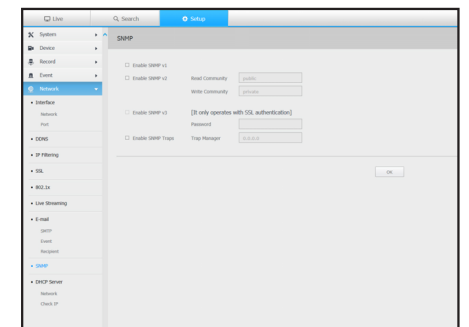 Live
Search
Setup
System
Device
Record
Event
Network
Interface
Network
Port
DDNS
IP Filtering
SSL
802.1x
Live Streaming
E-mail
SMTP
Event
Recipient
SNMP
DHCP Server
Network
Check IP
SNMP
Enable SNMP v1
Enable SNMP v2 Read Community public
Write Community private
Enable SNMP v3 [It only operates with SSL authentication]
Password
Enable SNMP Traps Trap Manager 0.0.0.0
OK